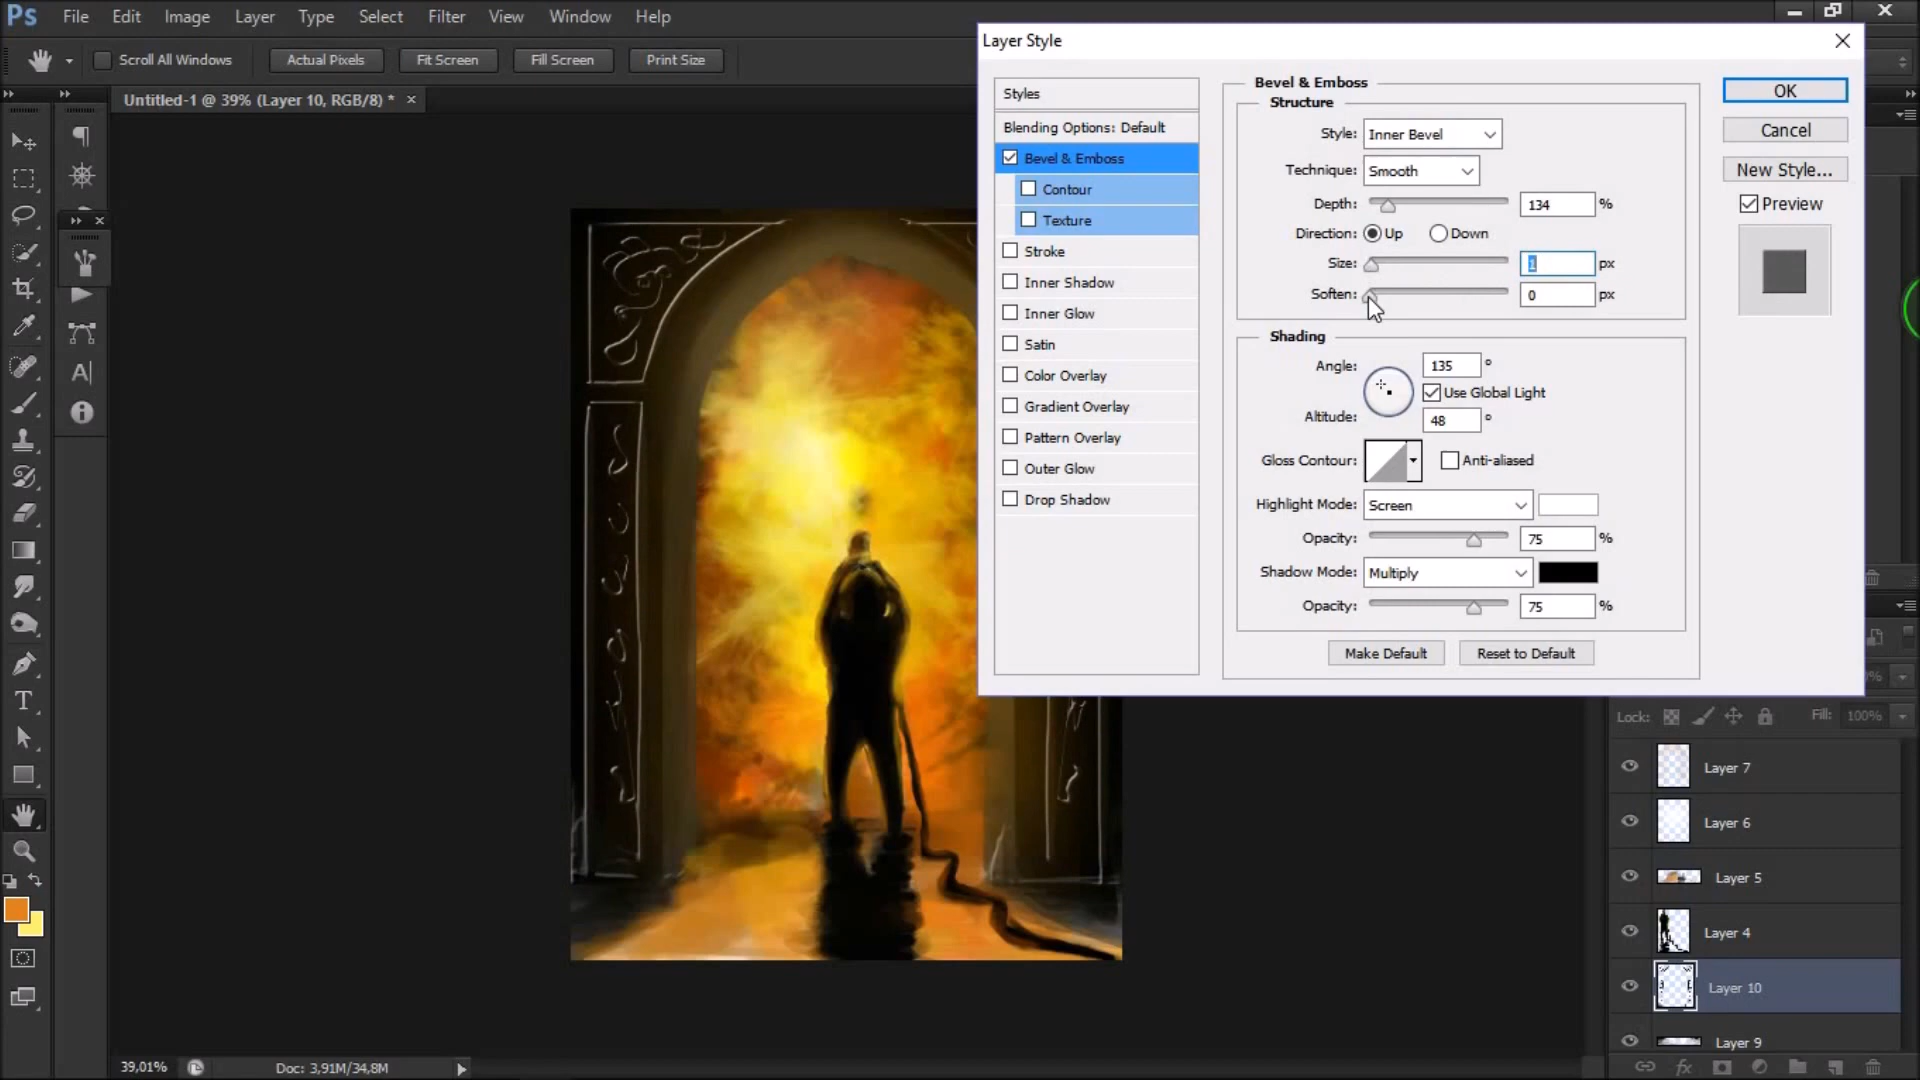 Ps File Edit Image Layer Type Select Filter View Window Help
Scroll All Windows Actual Pixels Fit Screen Fill Screen Print Size
Untitled-1 @ 39% (Layer 10, RGB/8) *
Layer Style
Styles
Blending Options: Default
Bevel & Emboss
Contour
Texture
Stroke
Inner Shadow
Inner Glow
Satin
Color Overlay
Gradient Overlay
Pattern Overlay
Outer Glow
Drop Shadow
Bevel & Emboss
Structure
Style: Inner Bevel
Technique: Smooth
Depth: 134 %
Direction: Up Down
Size: 1 px
Soften: 0 px
Shading
Angle: 135 °
Use Global Light
Altitude: 48 °
Gloss Contour: Anti-aliased
Highlight Mode: Screen
Opacity: 75 %
Shadow Mode: Multiply
Opacity: 75 %
Make Default Reset to Default
OK
Cancel
New Style...
Preview
Lock: Fill: 100%
Layer 7
Layer 6
Layer 5
Layer 4
Layer 10
Layer 9
39,01% Doc: 3,91M/34,8M